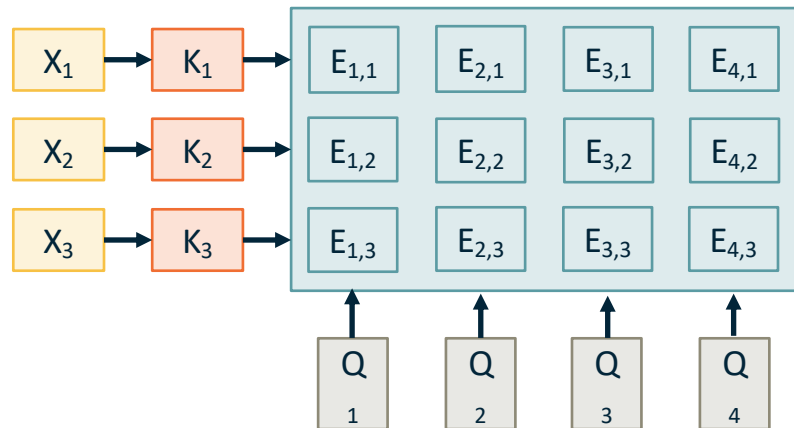 X₁ K₁ E₁,₁ E₂,₁ E₃,₁ E₄,₁
X₂ K₂ E₁,₂ E₂,₂ E₃,₂ E₄,₂
X₃ K₃ E₁,₃ E₂,₃ E₃,₃ E₄,₃
Q Q Q Q
1 2 3 4